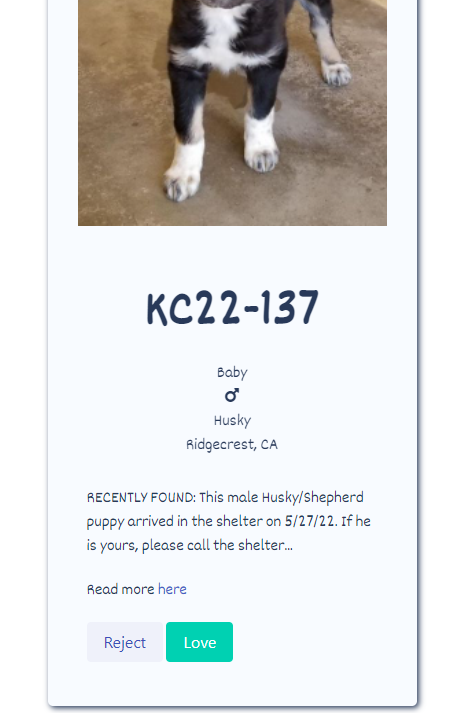 KC22-137
Baby
♂
Husky
Ridgecrest, CA
RECENTLY FOUND: This male Husky/Shepherd
puppy arrived in the shelter on 5/27/22. If he
is yours, please call the shelter...
Read more here
Reject Love